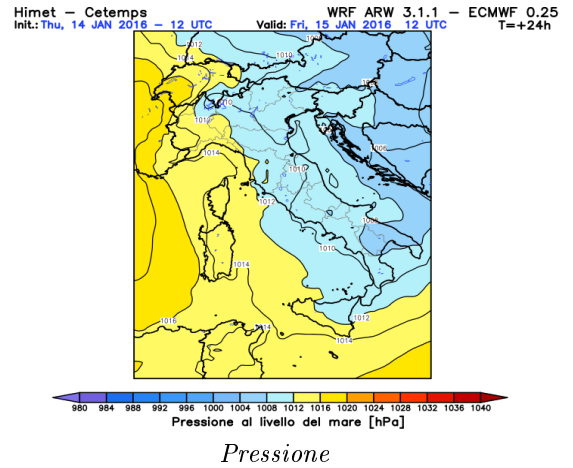 Himet – Cetemps WRF ARW 3.1.1 – ECMWF 0.25
Init.: Thu, 14 JAN 2016 – 12 UTC Valid: Fri, 15 JAN 2016 12 UTC T=+24h
1012
1010
1014
1010
1006
1014
1010
1012
1010
1014
1016
1012
1014
1014
980 984 988 992 996 1000 1004 1008 1012 1016 1020 1024 1028 1032 1036 1040
Pressione al livello del mare [hPa]
Pressione